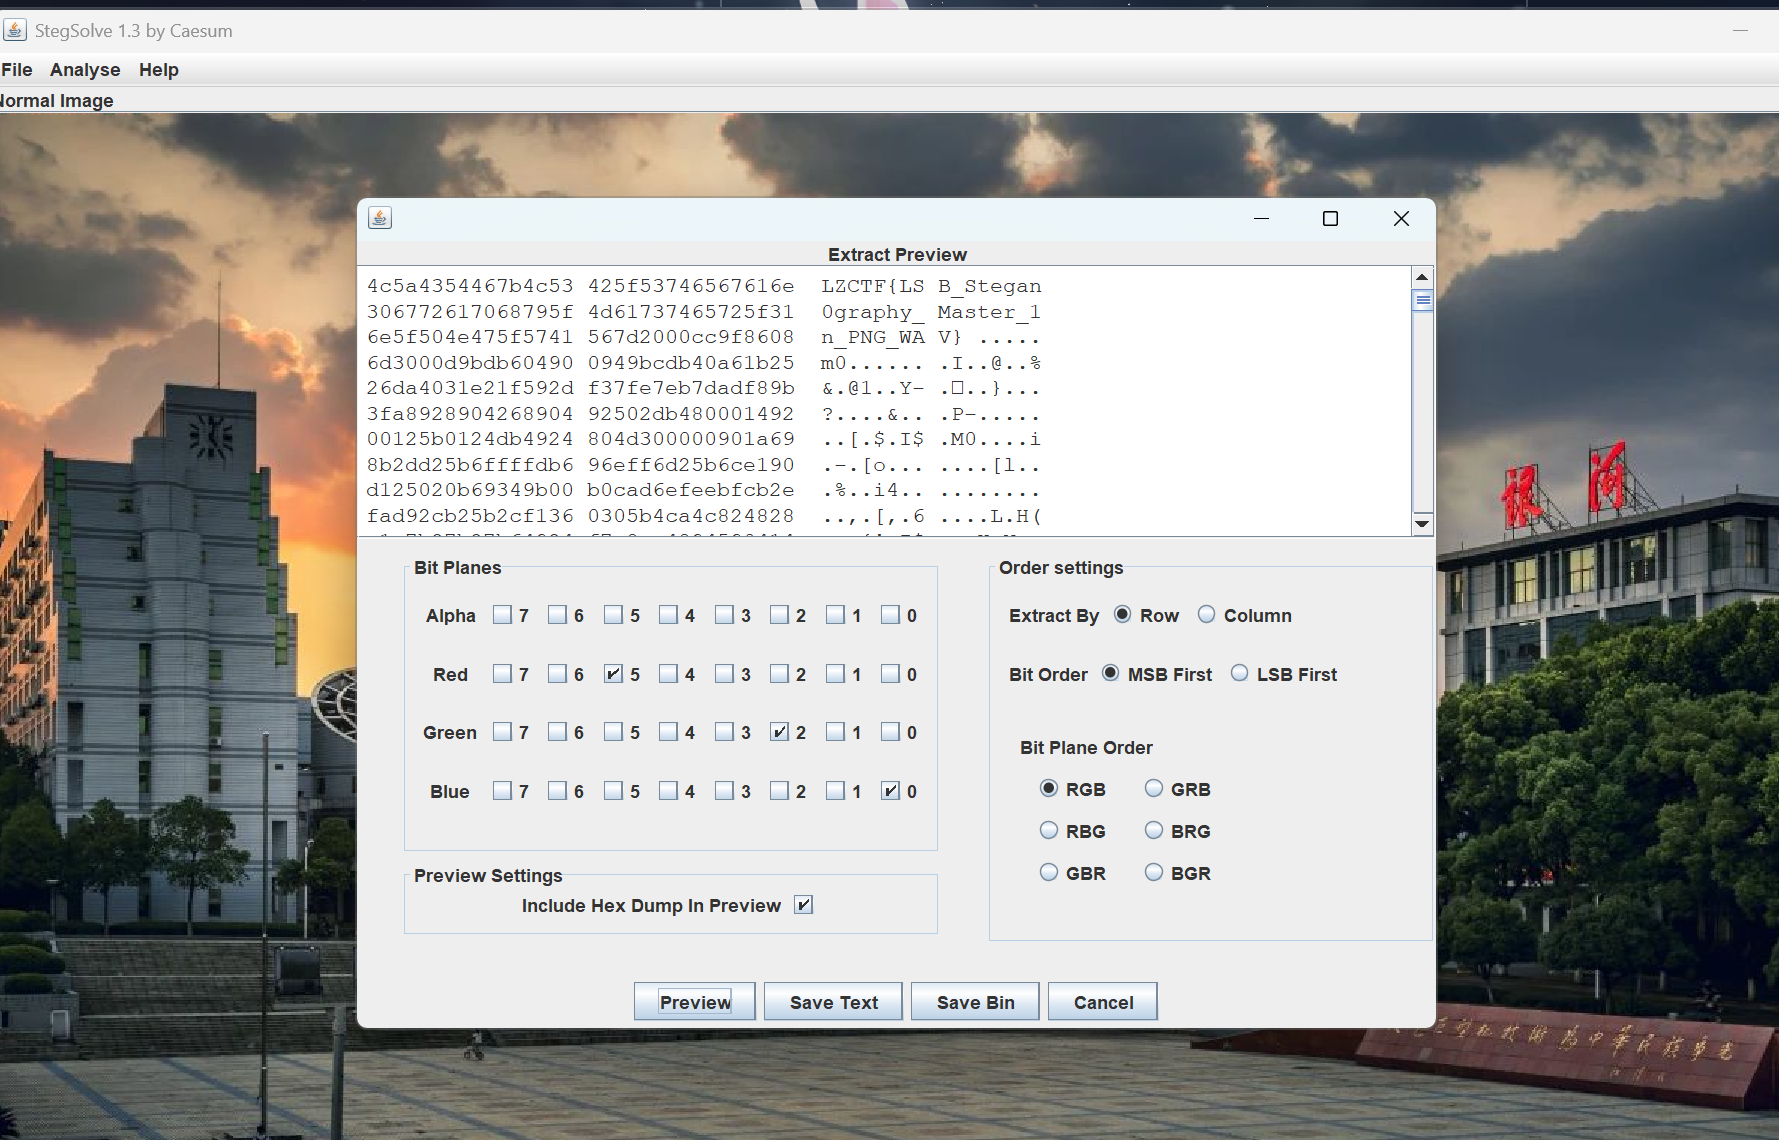 StegSolve 1.3 by Caesum
File Analyse Help
Normal Image
Extract Preview
4c5a4354467b4c53 425f53746567616e LZCTF{LS B_Stegan
306772617068795f 4d61737465725f31 0graphy_ Master_1
6e5f504e475f5741 567d2000cc9f8608 n_PNG_WA V} .....
6d3000d9bdb60490 0949bcdb40a61b25 m0...... .I..@..%
26da4031e21f592d f37fe7eb7dadf89b &.@1..Y- .□..}...
3fa8928904268904 92502db480001492 ?....&.. .P-.....
00125b0124db4924 804d300000901a69 ..[.$.I$ .M0....i
8b2dd25b6ffffdb6 96eff6d25b6ce190 .-.[o... ....[l..
d125020b69349b00 b0cad6efeebfcb2e .%..i4.. ........
fad92cb25b2cf136 0305b4ca4c824828 ..,.[,.6 ....L.H(
Bit Planes
Alpha 7 6 5 4 3 2 1 0
Red 7 6 5 4 3 2 1 0
Green 7 6 5 4 3 2 1 0
Blue 7 6 5 4 3 2 1 0
Preview Settings
Include Hex Dump In Preview
Order settings
Extract By Row Column
Bit Order MSB First LSB First
Bit Plane Order
RGB GRB
RBG BRG
GBR BGR
Preview Save Text Save Bin Cancel
银河